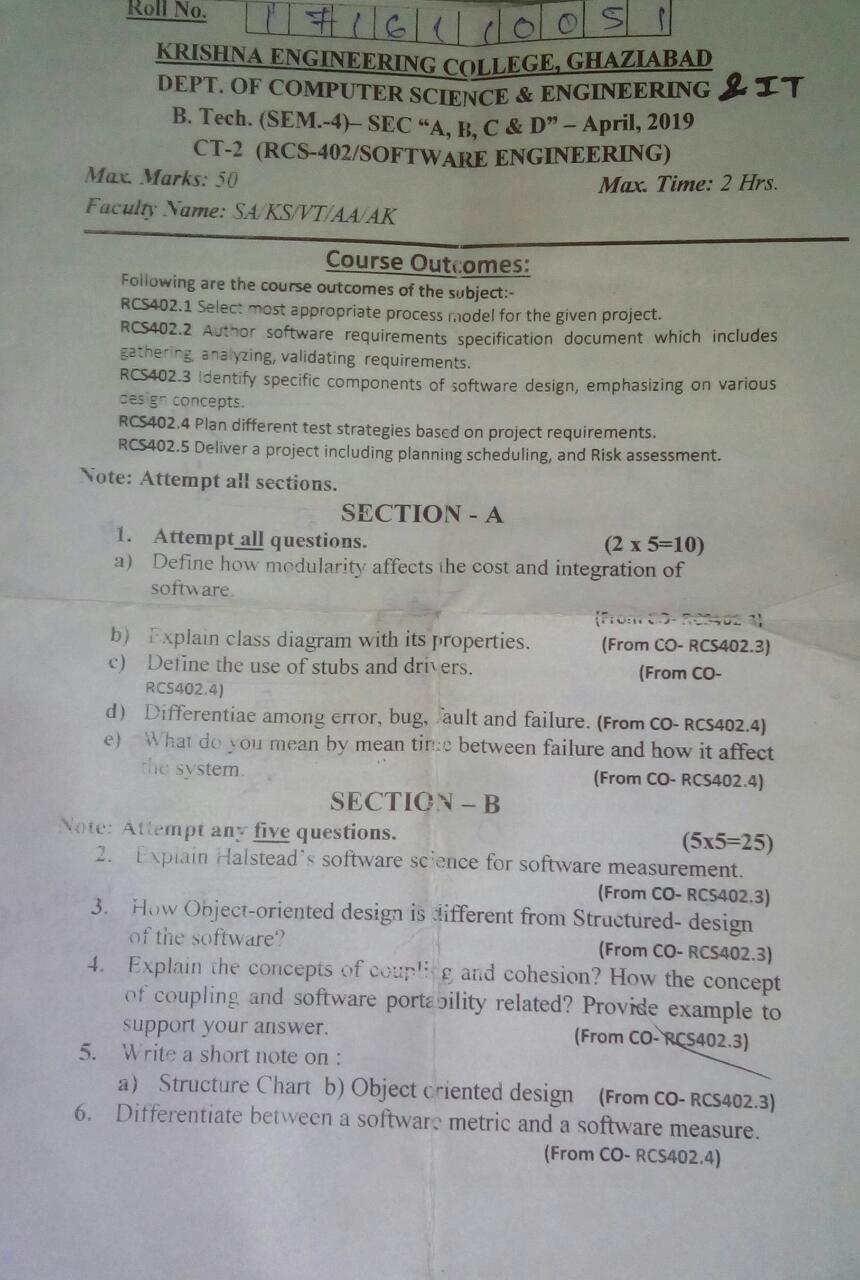 Roll No. 1 7 1 6 1 1 0 0 5 1
KRISHNA ENGINEERING COLLEGE, GHAZIABAD
DEPT. OF COMPUTER SCIENCE & ENGINEERING & IT
B. Tech. (SEM.-4)– SEC “A, B, C & D” – April, 2019
CT-2 (RCS-402/SOFTWARE ENGINEERING)
Max. Marks: 50 Max. Time: 2 Hrs.
Faculty Name: SA/KS/VT/AA/AK
Course Outcomes:
Following are the course outcomes of the subject:-
RCS402.1 Select most appropriate process model for the given project.
RCS402.2 Author software requirements specification document which includes
gathering, analyzing, validating requirements.
RCS402.3 Identify specific components of software design, emphasizing on various
design concepts.
RCS402.4 Plan different test strategies based on project requirements.
RCS402.5 Deliver a project including planning scheduling, and Risk assessment.
Note: Attempt all sections.
SECTION - A
1. Attempt all questions. (2 x 5=10)
a) Define how modularity affects the cost and integration of
software.
(From CO- RCS402.3)
b) Explain class diagram with its properties. (From CO- RCS402.3)
c) Define the use of stubs and drivers. (From CO-
RCS402.4)
d) Differentiae among error, bug, fault and failure. (From CO- RCS402.4)
e) What do you mean by mean time between failure and how it affect
the system. (From CO- RCS402.4)
SECTION – B
Note: Attempt any five questions. (5x5=25)
2. Explain Halstead's software science for software measurement.
(From CO- RCS402.3)
3. How Object-oriented design is different from Structured- design
of the software? (From CO- RCS402.3)
4. Explain the concepts of coupling and cohesion? How the concept
of coupling and software portability related? Provide example to
support your answer. (From CO- RCS402.3)
5. Write a short note on :
a) Structure Chart b) Object oriented design (From CO- RCS402.3)
6. Differentiate between a software metric and a software measure.
(From CO- RCS402.4)